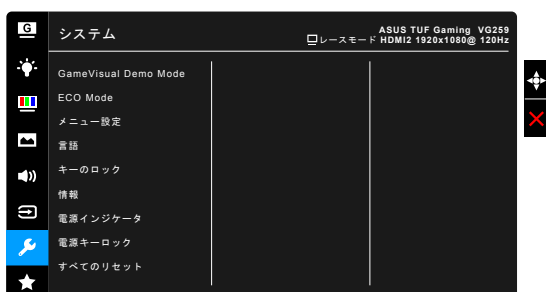 G
システム
ASUS TUF Gaming VG259
レースモード HDMI2 1920x1080@ 120Hz
GameVisual Demo Mode
ECO Mode
メニュー設定
言語
キーのロック
情報
電源インジケータ
電源キーロック
すべてのリセット